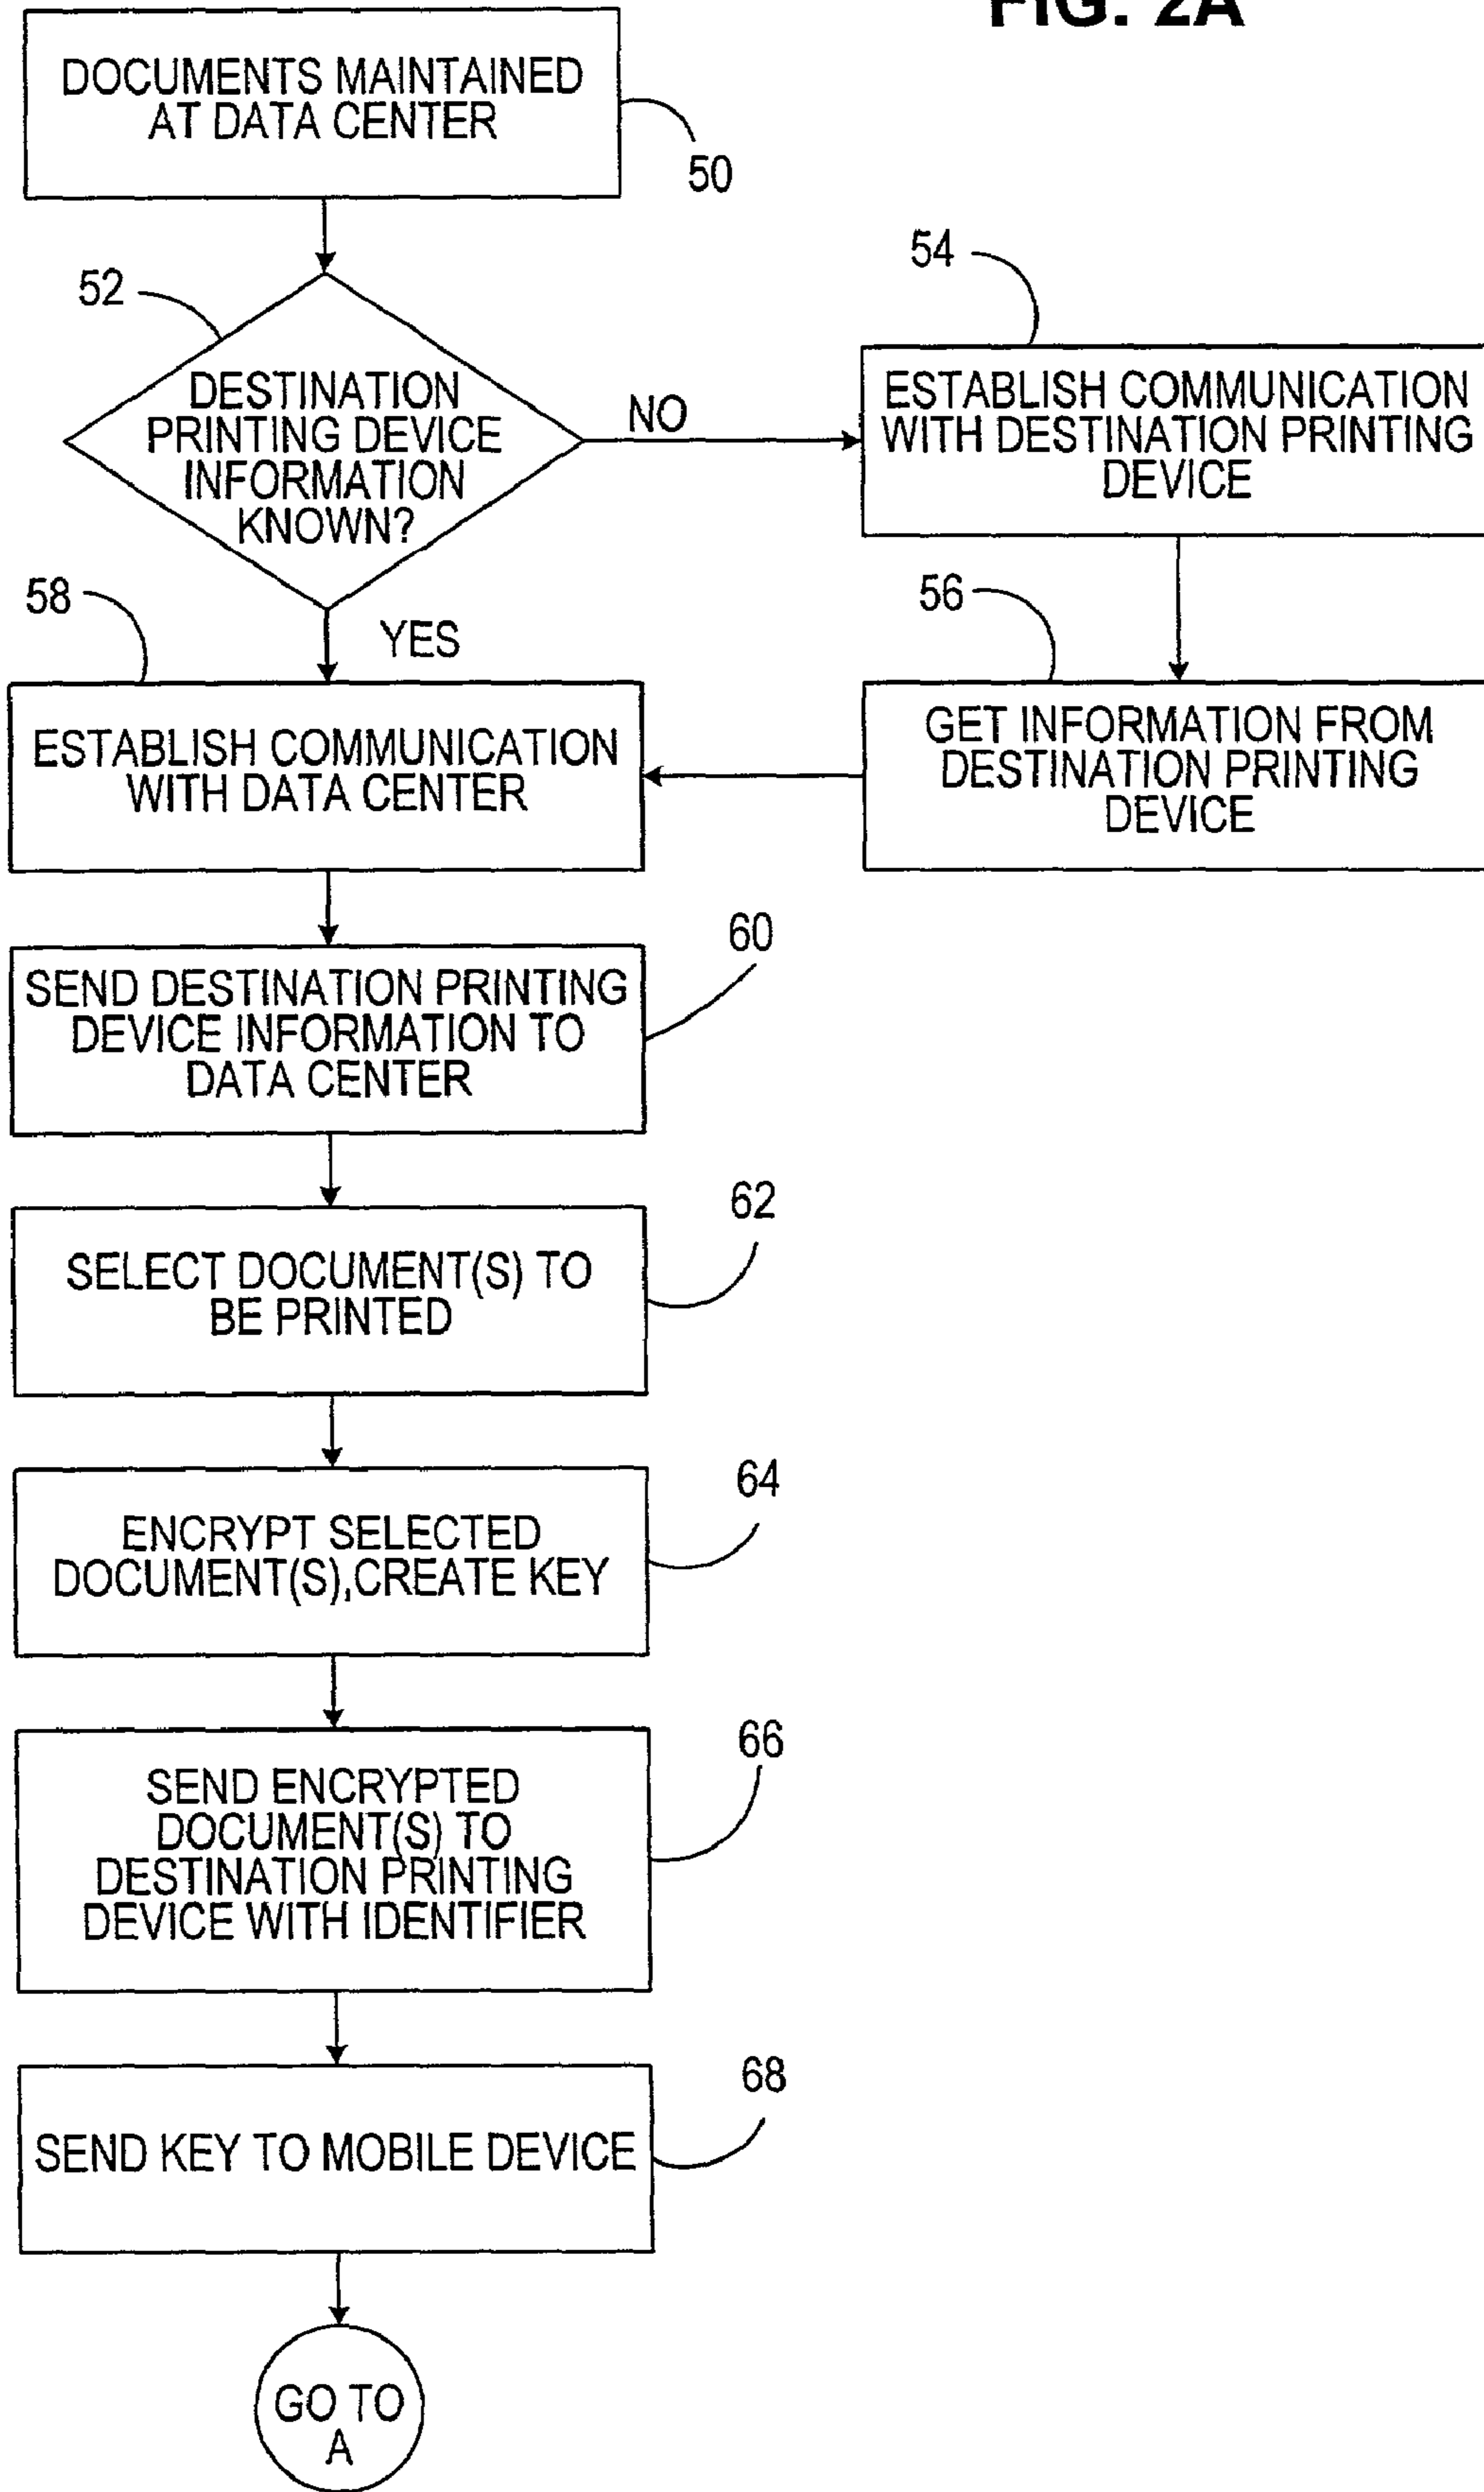 FIG. 2A
DOCUMENTS MAINTAINED
AT DATA CENTER
50
52
DESTINATION
PRINTING DEVICE
INFORMATION
KNOWN?
NO
54
ESTABLISH COMMUNICATION
WITH DESTINATION PRINTING
DEVICE
56
GET INFORMATION FROM
DESTINATION PRINTING
DEVICE
YES
58
ESTABLISH COMMUNICATION
WITH DATA CENTER
60
SEND DESTINATION PRINTING
DEVICE INFORMATION TO
DATA CENTER
62
SELECT DOCUMENT(S) TO
BE PRINTED
64
ENCRYPT SELECTED
DOCUMENT(S),CREATE KEY
66
SEND ENCRYPTED
DOCUMENT(S) TO
DESTINATION PRINTING
DEVICE WITH IDENTIFIER
68
SEND KEY TO MOBILE DEVICE
GO TO
A